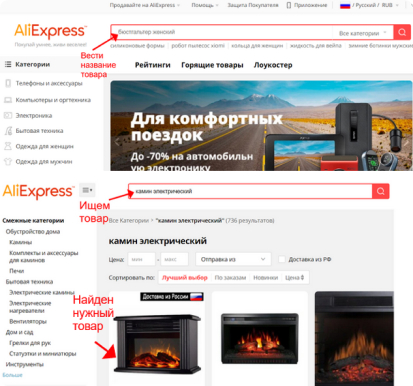 Продавайте на AliExpress Помощь Защита Покупателя Приложение / Русский / RUB
AliExpress
бюстгальтер женский
Все категории
Покупай умнее, живи веселее!
силиконовые формы робот пылесос xiomi кольца для женщин жидкость для вейпа зимние ботинки мужские
Вести
название
товара
Категории
Рейтинги Горящие товары Лоукостер
Телефоны и аксессуары
Компьютеры и оргтехника
Электроника
Бытовая техника
Одежда для женщин
Одежда для мужчин
Для комфортных
поездок
До -70% на автомобильн
ую электронику
AliExpress
камин электрический
Ищем
товар
Все Категории > "камин электрический" (736 результатов)
Смежные категории
Обустройство дома
Камины
Комплекты и аксессуары
для каминов
Печи
Бытовая техника
Электрические камины
Электрические
нагреватели
Вентиляторы
Дом и сад
Грелки для рук
Статуэтки и миниатюры
Инструменты
Больше
камин электрический
Цена: мин - макс Отправка из Доставка из РФ
Сортировать по: Лучший выбор По заказам Новинки Цена
Найден
нужный
товар
Доставка из России